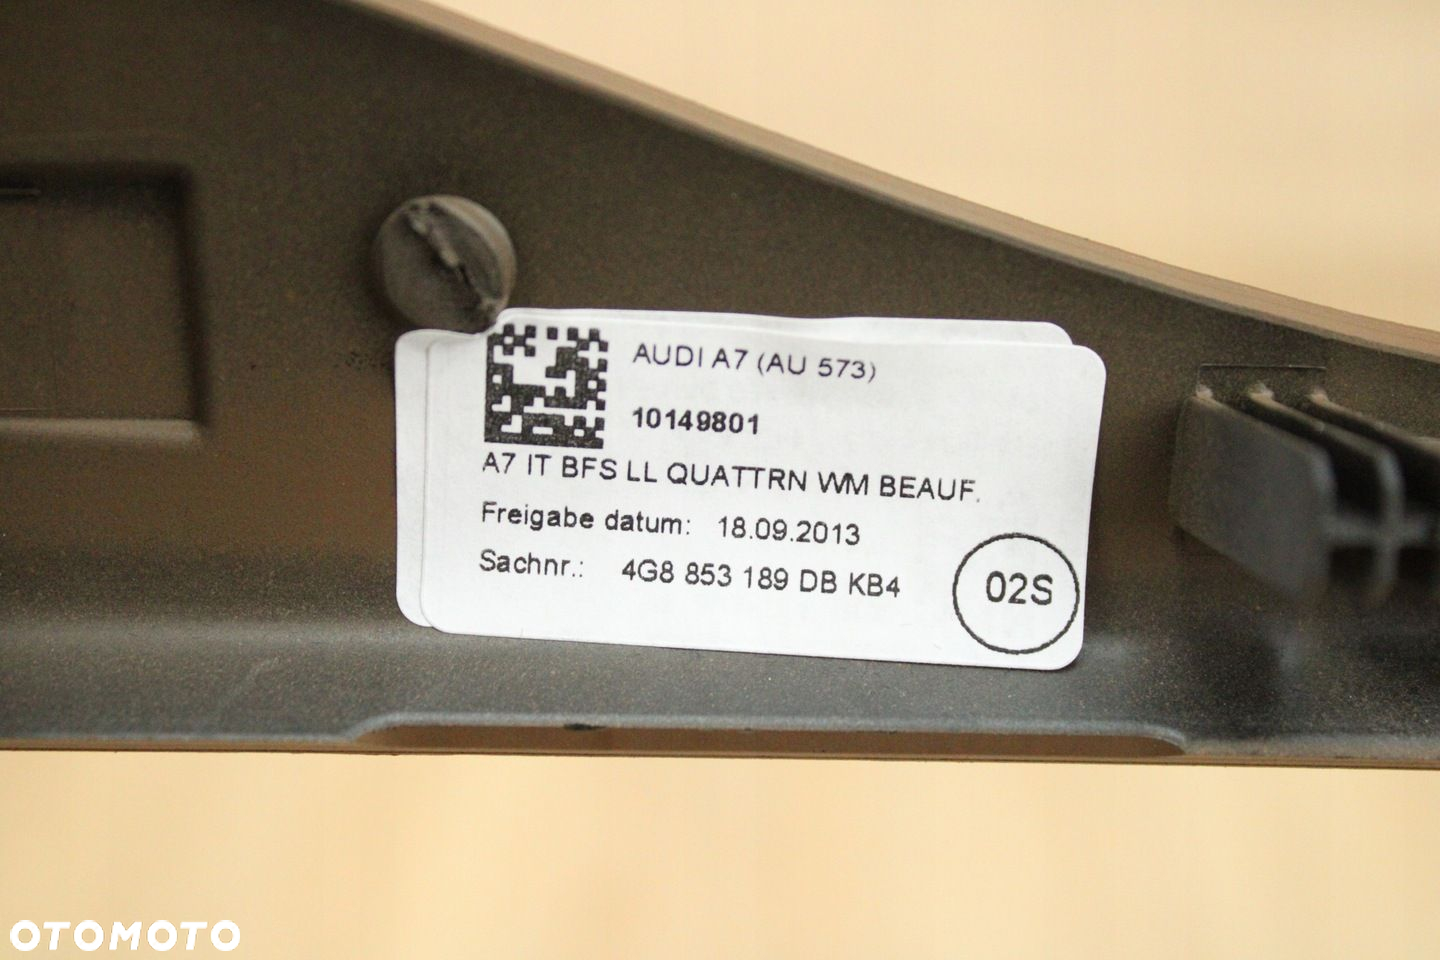 AUDI A7 (AU 573)
10149801
A7 IT BFS LL QUATTRN WM BEAUF.
Freigabe datum: 18.09.2013
Sachnr.: 4G8 853 189 DB KB4
02S
OTOMOTO